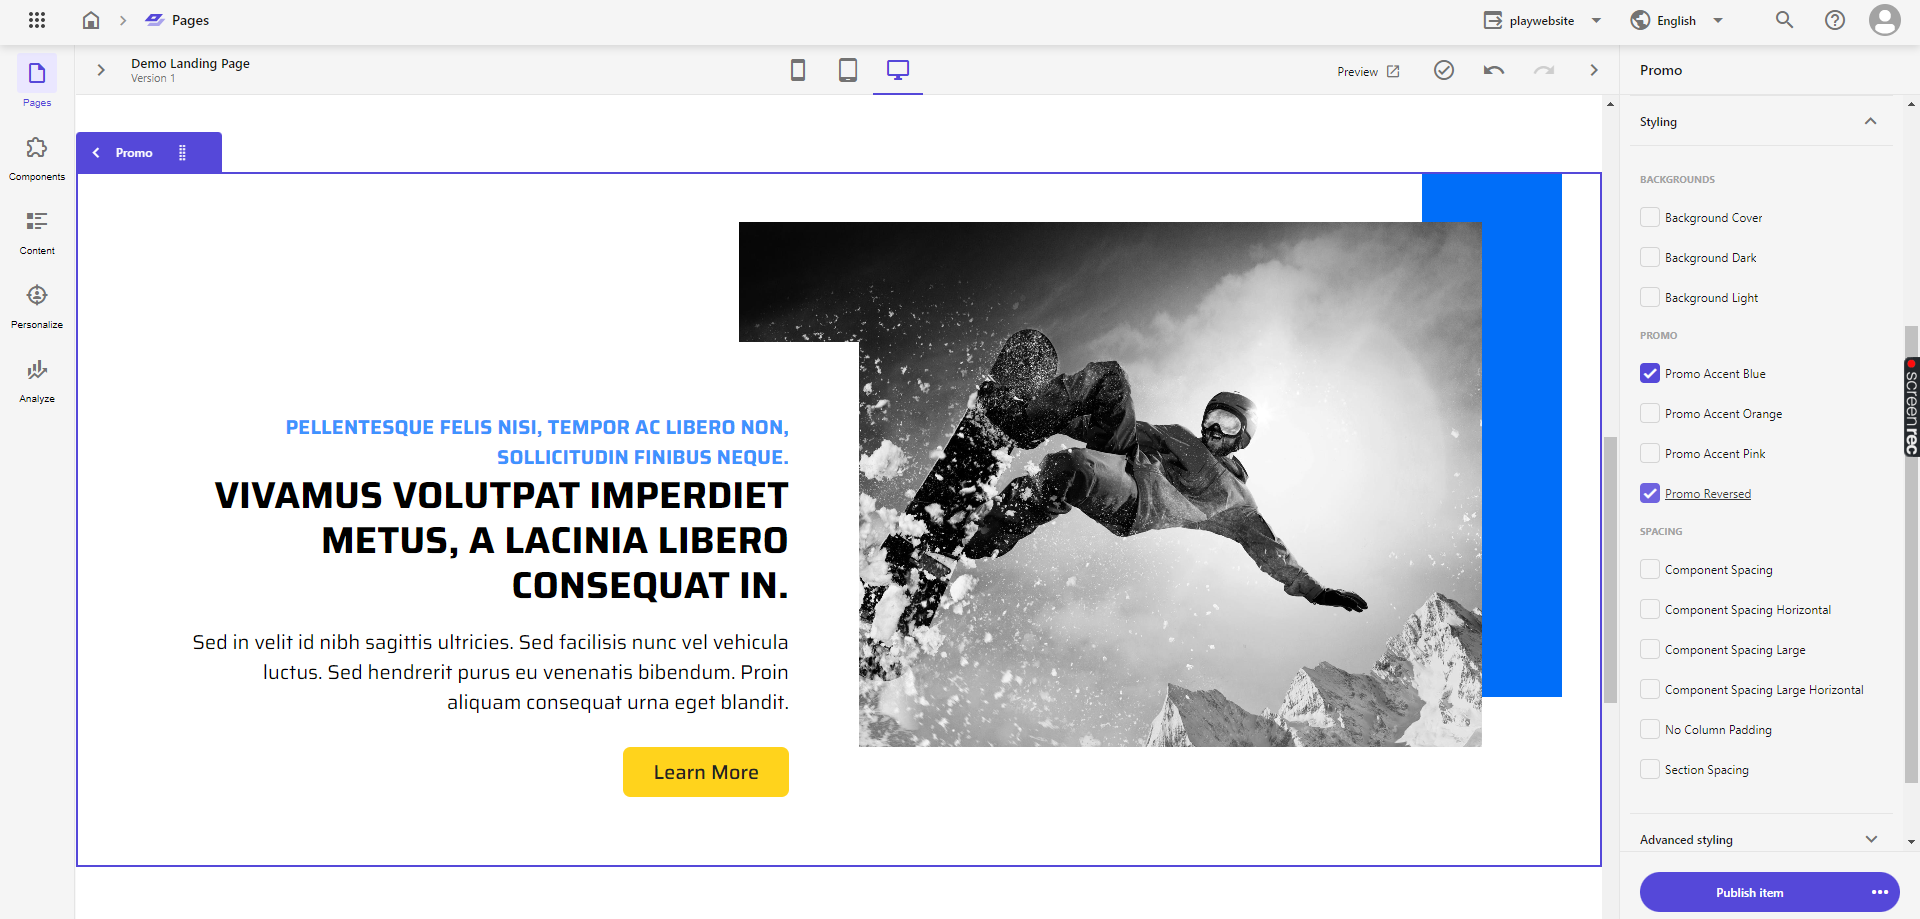 Pages
playwebsite
English
Pages
Components
Content
Personalize
Analyze
Demo Landing Page
Version 1
Preview
Promo
PELLENTESQUE FELIS NISI, TEMPOR AC LIBERO NON,
SOLLICITUDIN FINIBUS NEQUE.
VIVAMUS VOLUTPAT IMPERDIET
METUS, A LACINIA LIBERO
CONSEQUAT IN.
Sed in velit id nibh sagittis ultricies. Sed facilisis nunc vel vehicula
luctus. Sed hendrerit purus eu venenatis bibendum. Proin
aliquam consequat urna eget blandit.
Learn More
Promo
Styling
BACKGROUNDS
Background Cover
Background Dark
Background Light
PROMO
Promo Accent Blue
Promo Accent Orange
Promo Accent Pink
Promo Reversed
SPACING
Component Spacing
Component Spacing Horizontal
Component Spacing Large
Component Spacing Large Horizontal
No Column Padding
Section Spacing
Advanced styling
Publish item
screenrec